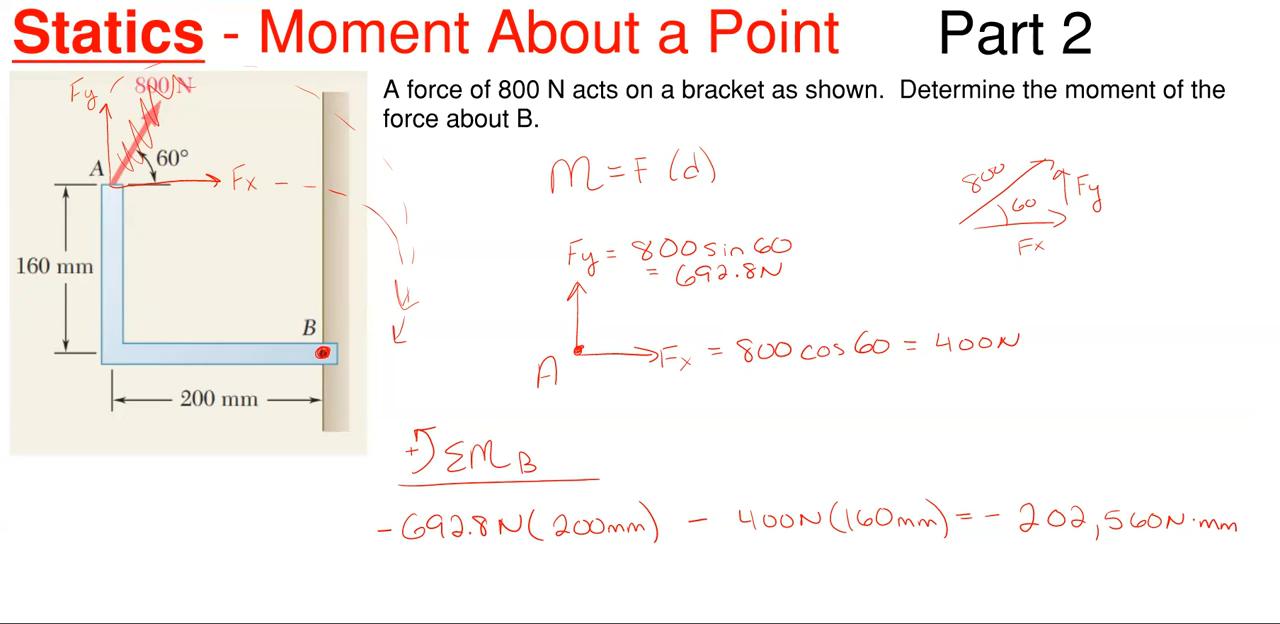 Statics - Moment About a Point Part 2
A force of 800 N acts on a bracket as shown. Determine the moment of the
force about B.
Fy
800 N
A
60°
Fx
160 mm
B
200 mm
M = F (d)
800
60
Fy
Fx
Fy = 800 sin 60
= 692.8N
A
Fx = 800 cos 60 = 400N
+ ΣMB
- 692.8N (200mm) - 400N (160mm) = - 202,560N·mm